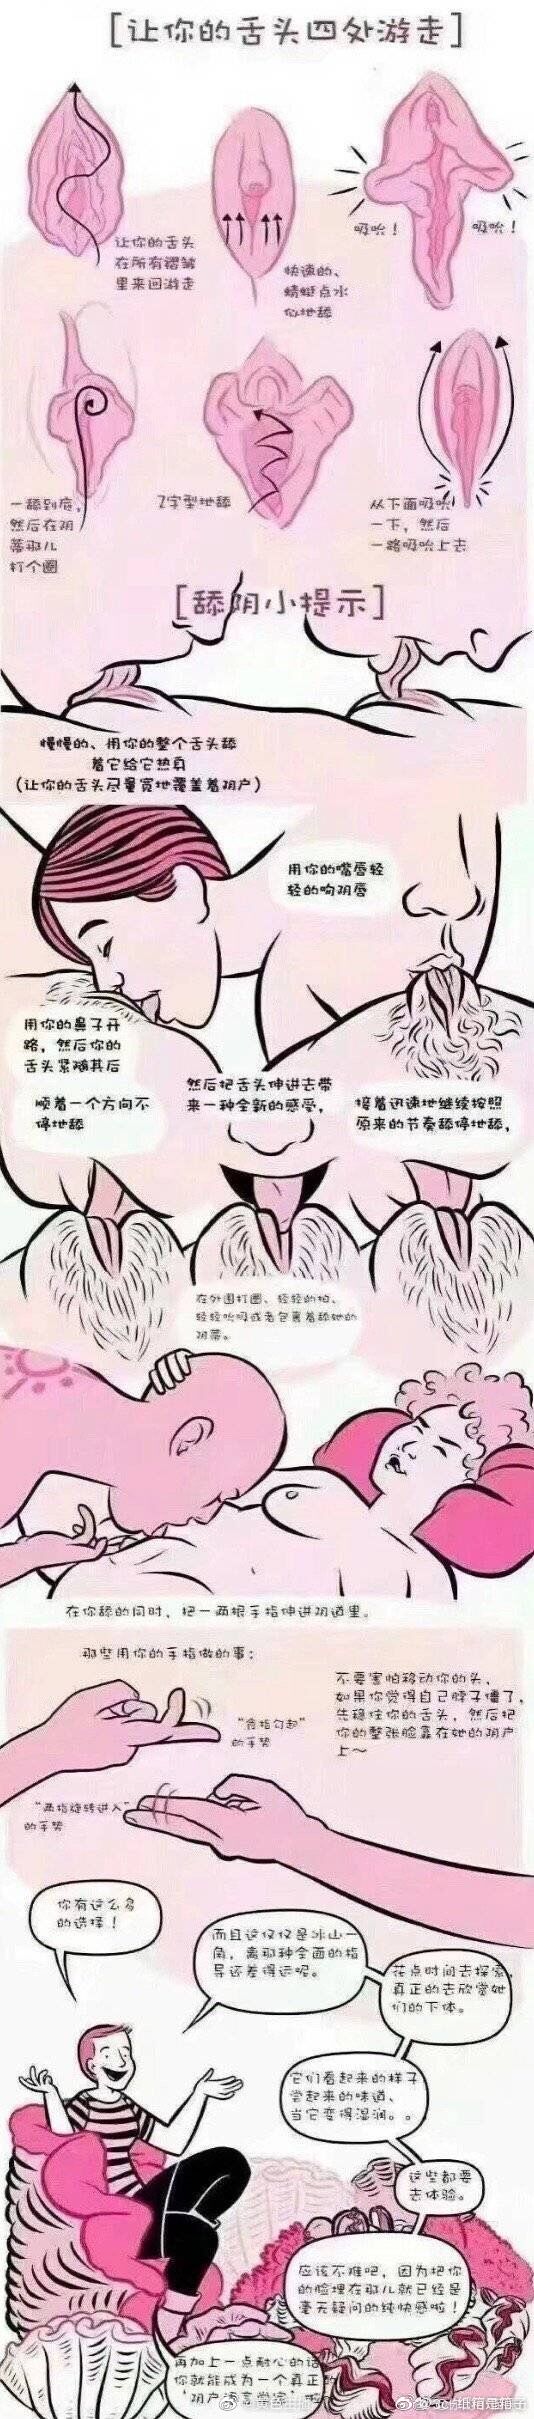 [让你的舌头四处游走]
让你的舌头
在所有褶皱
里来回游走
快速的、
蜻蜓点水
似地舔
吸吮！
吸吮！
一舔到底，
然后在阴
蒂那儿
打个圈
Z字型地舔
从下面吸吮
一下，然后
一路吸吮上去
[舔阴小提示]
慢慢的、用你的整个舌头舔
着它给它热身
(让你的舌头尽量宽地覆盖着阴户)
用你的嘴唇轻
轻的吻阴唇
用你的鼻子开
路，然后你的
舌头紧随其后
顺着一个方向不
停地舔
然后把舌头伸进去带
来一种全新的感受，
接着迅速地继续按照
原来的节奏舔停地舔，
在外围打圈、轻轻的拍、
轻轻吮吸或者包裹着舔她的
阴蒂。
在你舔的同时，把一两根手指伸进阴道里。
那些用你的手指做的事：
不要害怕移动你的头，
如果你觉得自己脖子僵了，
先稳住你的舌头，然后把
你的整张脸靠在她的阴户
上～
“食指勾起”
的手势
“两指旋转进入”
的手势
你有这么多
的选择！
而且这仅仅是冰山一
角，离那种全面的指
导还差得远呢。
花点时间去探索，
真正的去欣赏她
们的下体。
它们看起来的样子
尝起来的味道、
当它变得湿润。。
这些都要
去体验。
应该不难吧，因为把你
的脸埋在那儿就已经是
毫无疑问的纯快感啦！
再加上一点耐心的话
你就能成为一个真正的